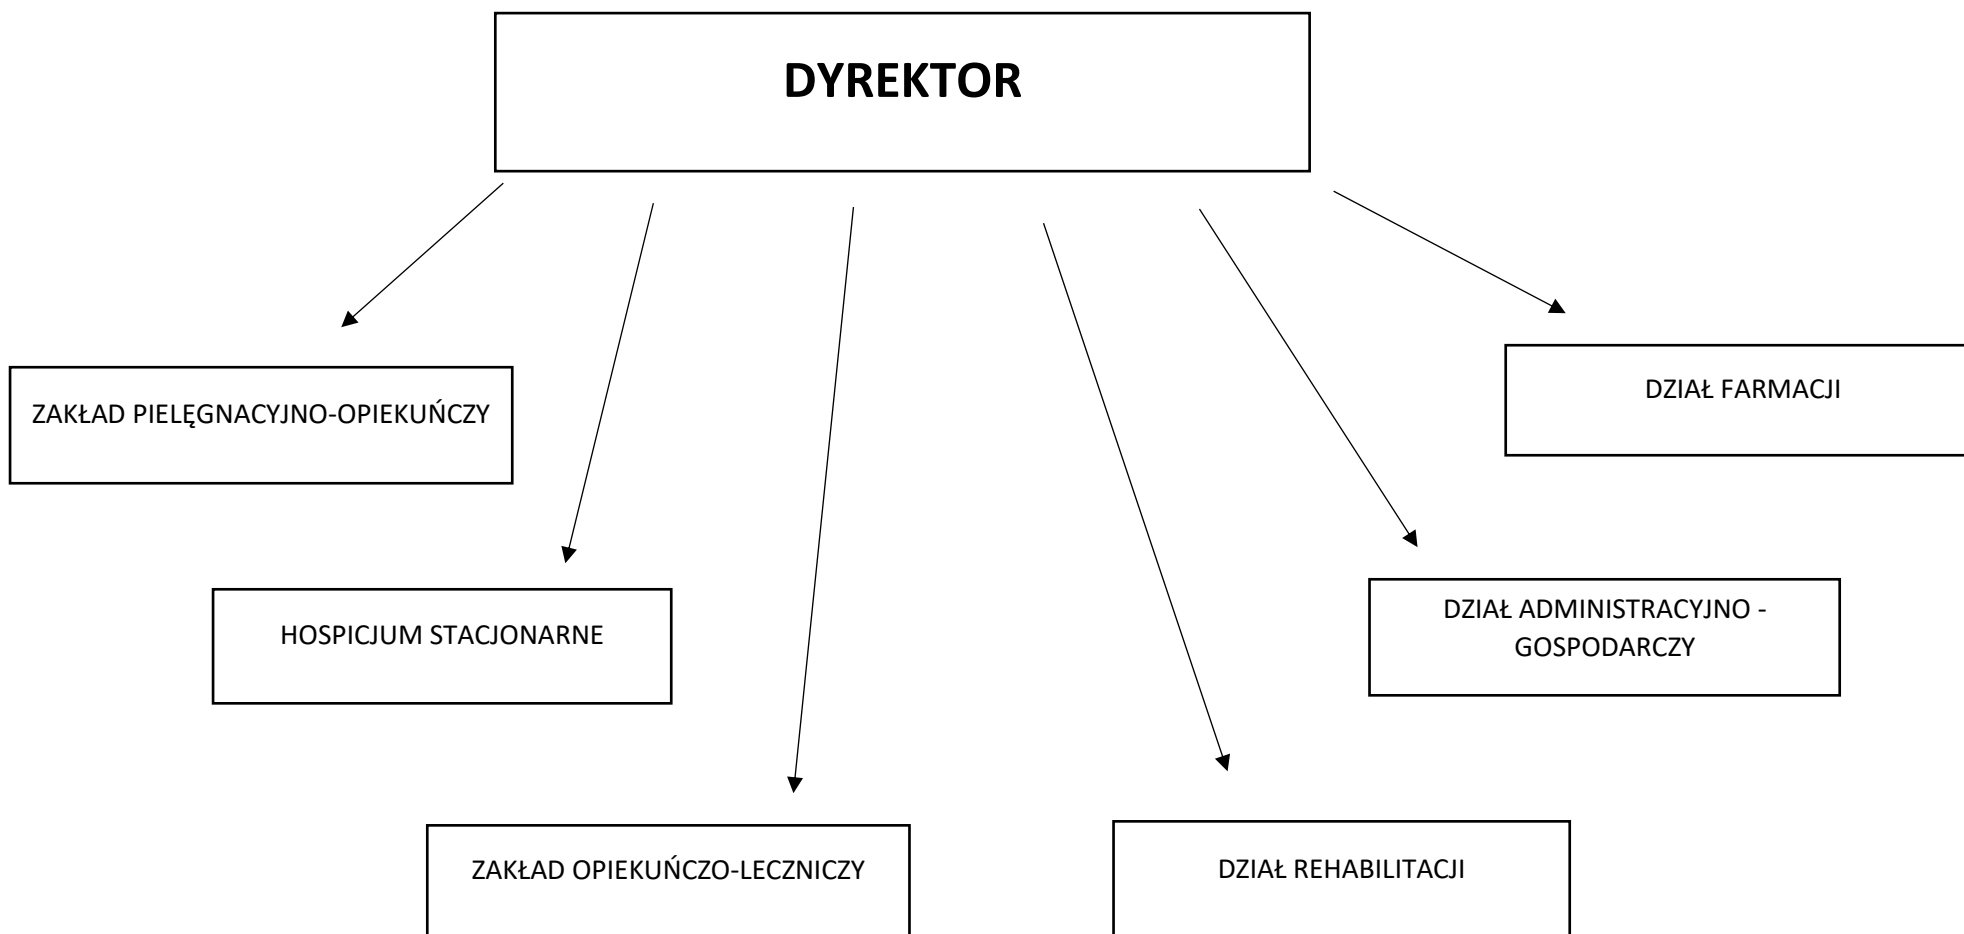 DYREKTOR
DZIAŁ FARMACJI
ZAKŁAD PIELĘGNACYJNO-OPIEKUŃCZY
DZIAŁ ADMINISTRACYJNO -
GOSPODARCZY
HOSPICJUM STACJONARNE
ZAKŁAD OPIEKUŃCZO-LECZNICZY
DZIAŁ REHABILITACJI